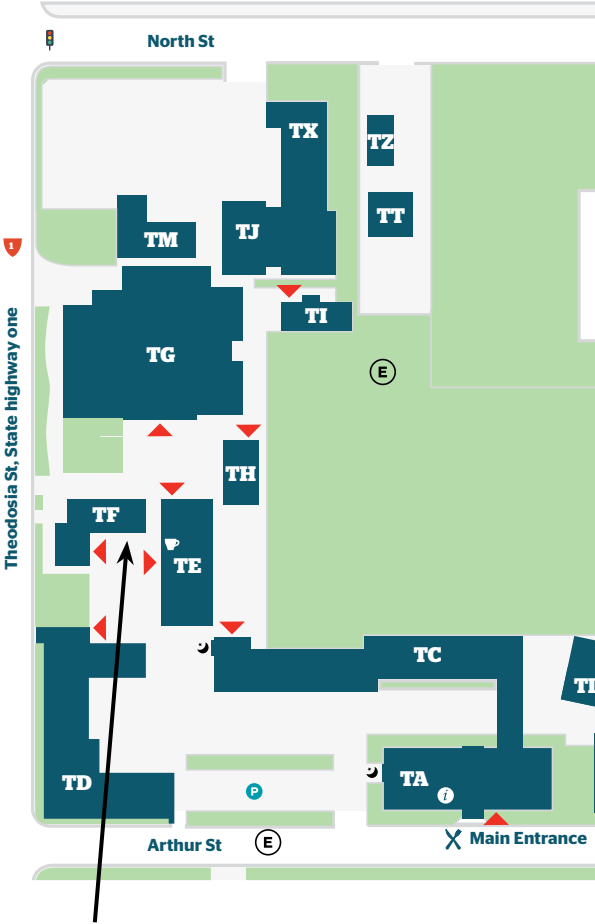 North St
TX
TZ
TT
TM
TJ
1
TI
TG
E
Theodosia St, State highway one
TH
TF
TE
TC
TD
P
TA
i
Arthur St
E
Main Entrance